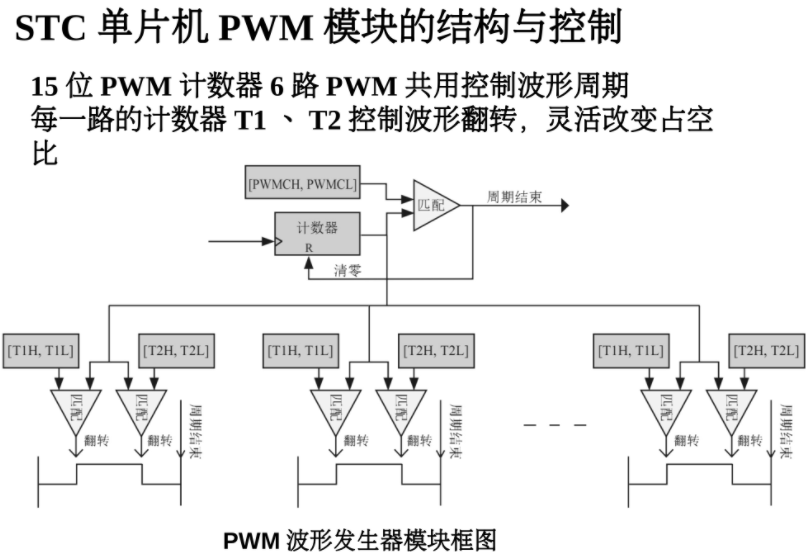 STC 单片机 PWM 模块的结构与控制
15 位 PWM 计数器 6 路 PWM 共用控制波形周期
每一路的计数器 T1 、 T2 控制波形翻转，灵活改变占空
比
[PWMCH, PWMCL]
匹配
周期结束
计数器
R
清零
[T1H, T1L]
[T2H, T2L]
[T1H, T1L]
[T2H, T2L]
[T1H, T1L]
[T2H, T2L]
匹配
匹配
周期结束
匹配
匹配
周期结束
匹配
匹配
周期结束
翻转
翻转
翻转
翻转
翻转
翻转
PWM 波形发生器模块框图